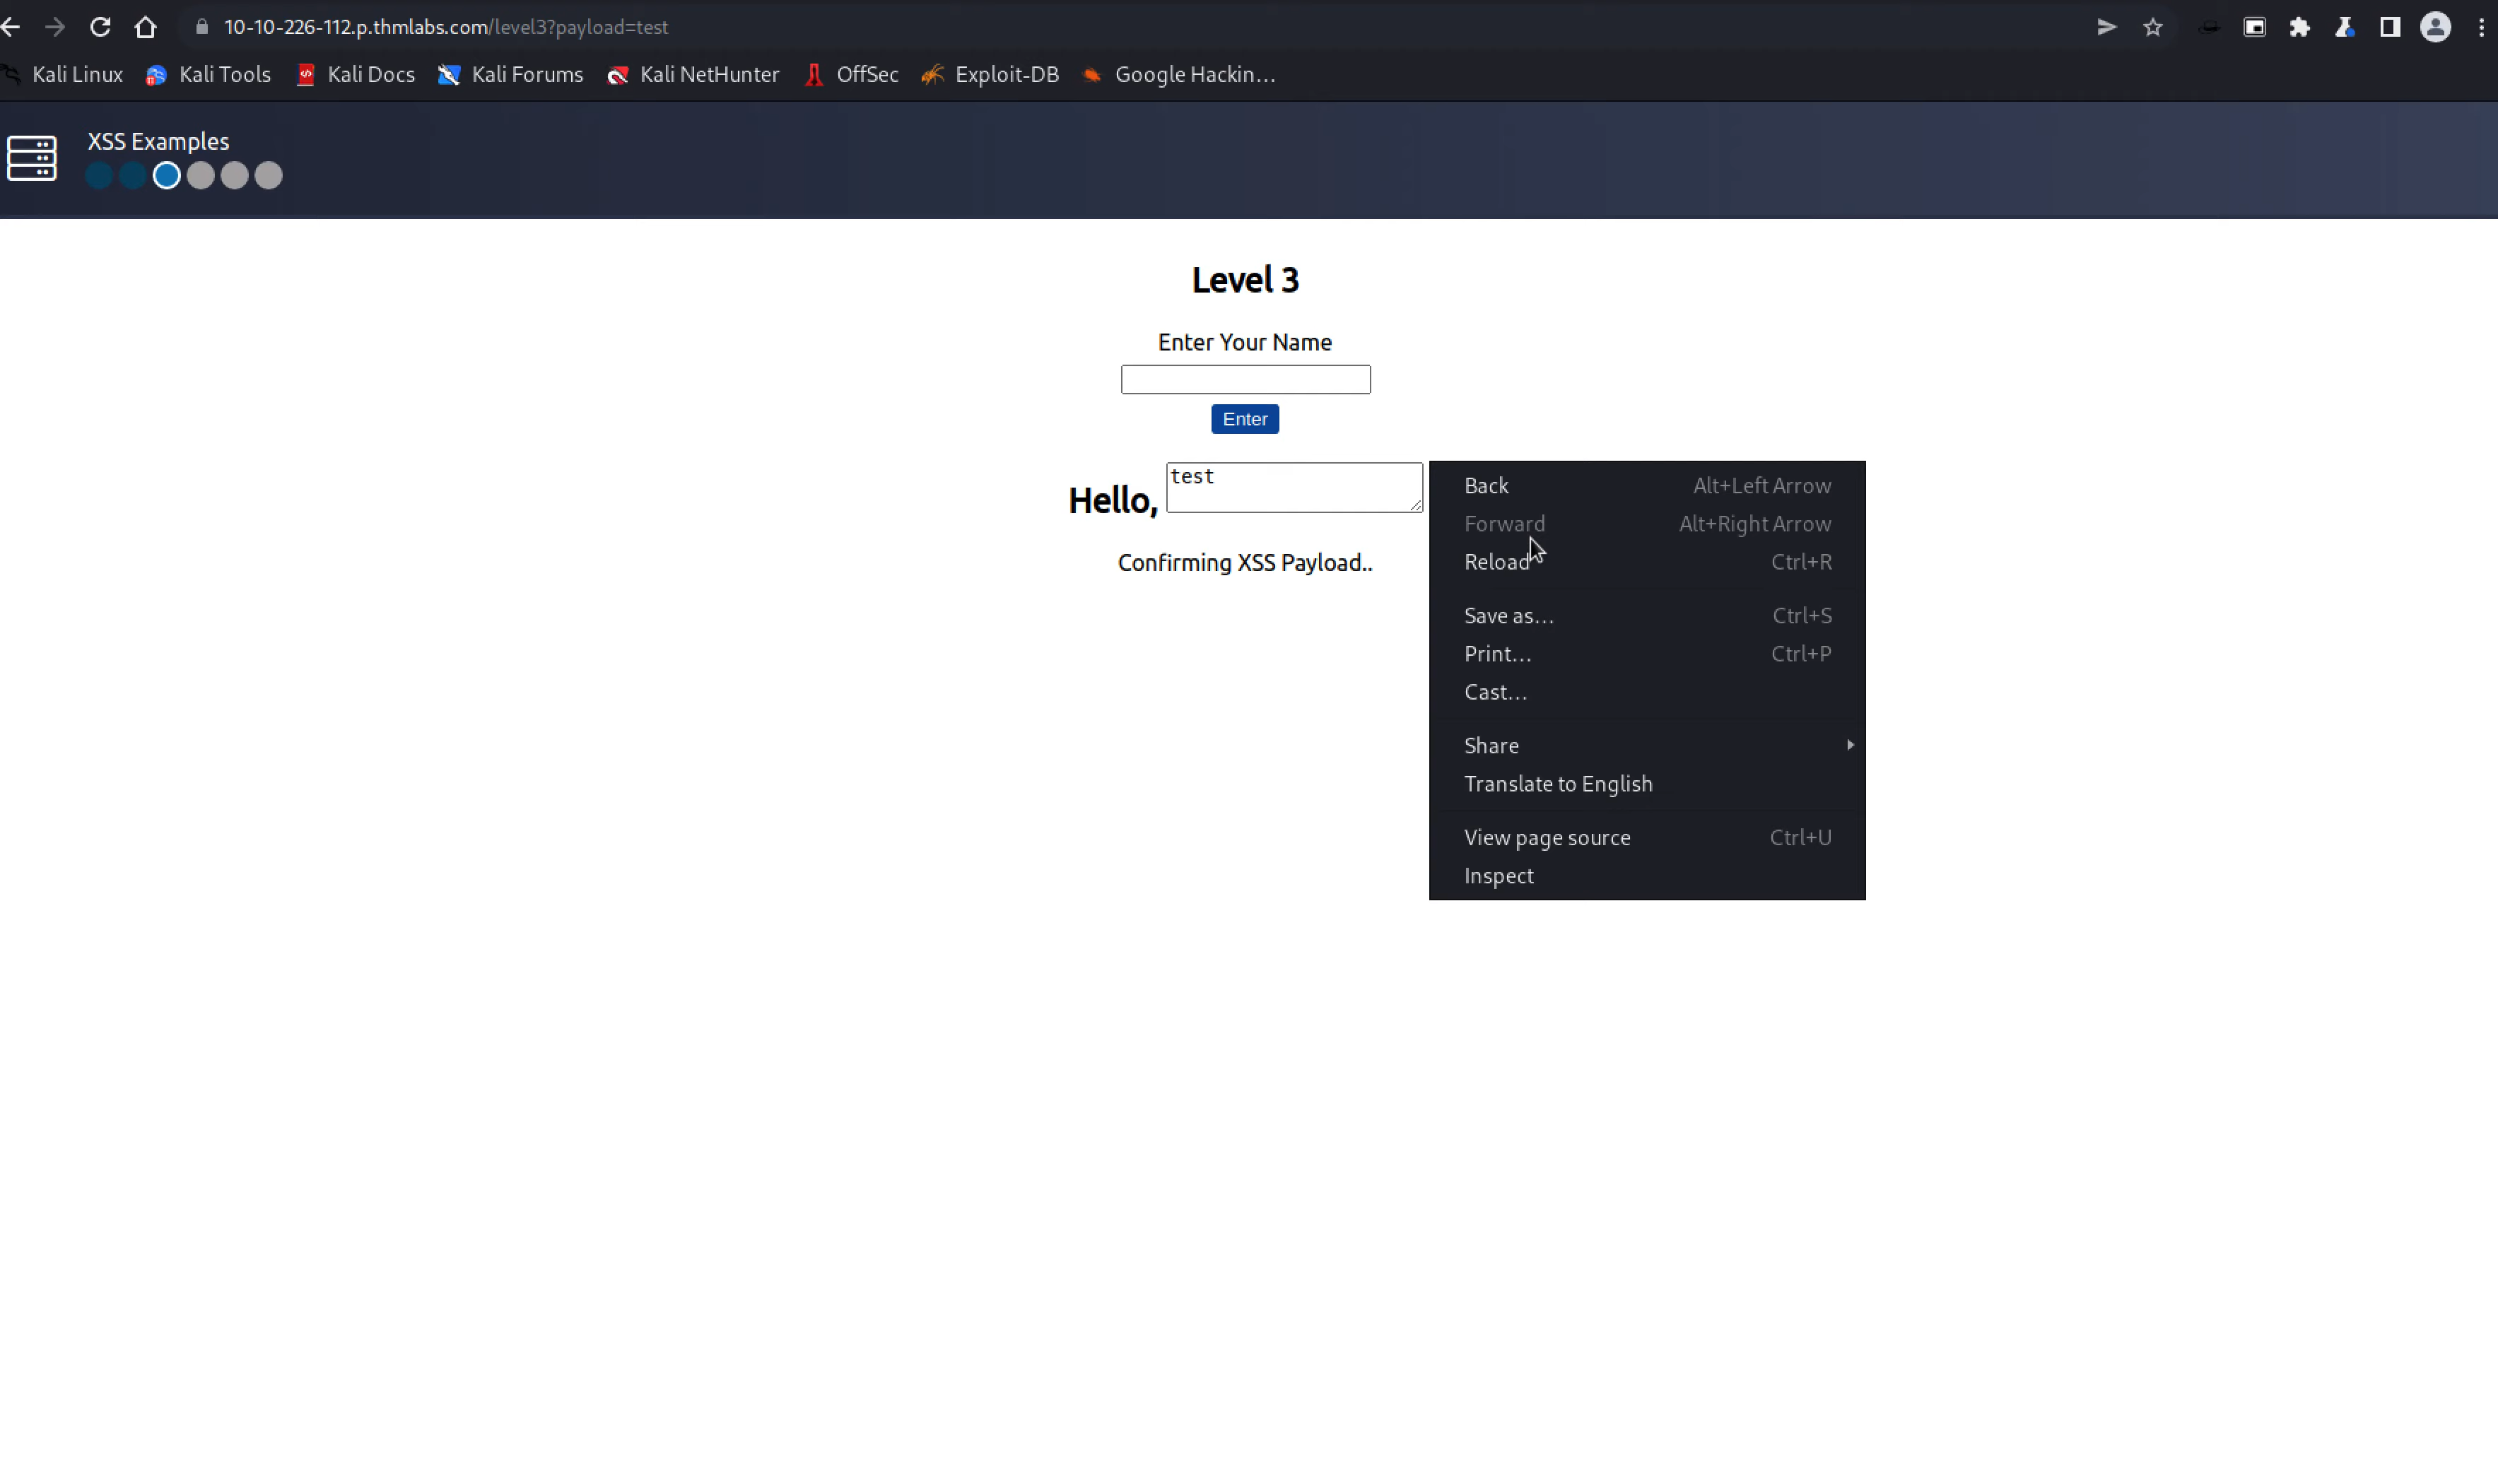 10-10-226-112.p.thmlabs.com/level3?payload=test
Kali Linux Kali Tools Kali Docs Kali Forums Kali NetHunter OffSec Exploit-DB Google Hackin…
XSS Examples
Level 3
Enter Your Name
Enter
Hello, test
Confirming XSS Payload..
Back Alt+Left Arrow
Forward Alt+Right Arrow
Reload Ctrl+R
Save as… Ctrl+S
Print… Ctrl+P
Cast…
Share
Translate to English
View page source Ctrl+U
Inspect